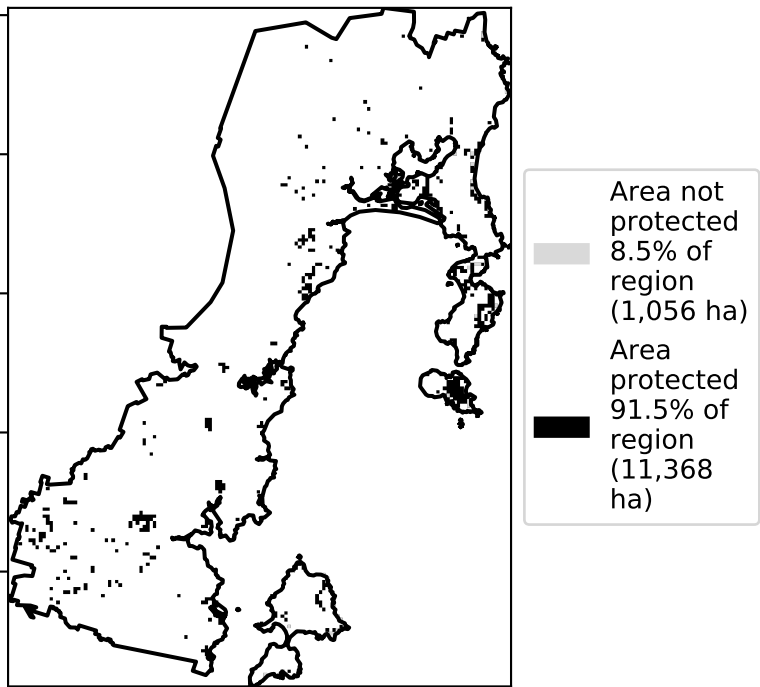 Area not
protected
8.5% of
region
(1,056 ha)
Area
protected
91.5% of
region
(11,368
ha)